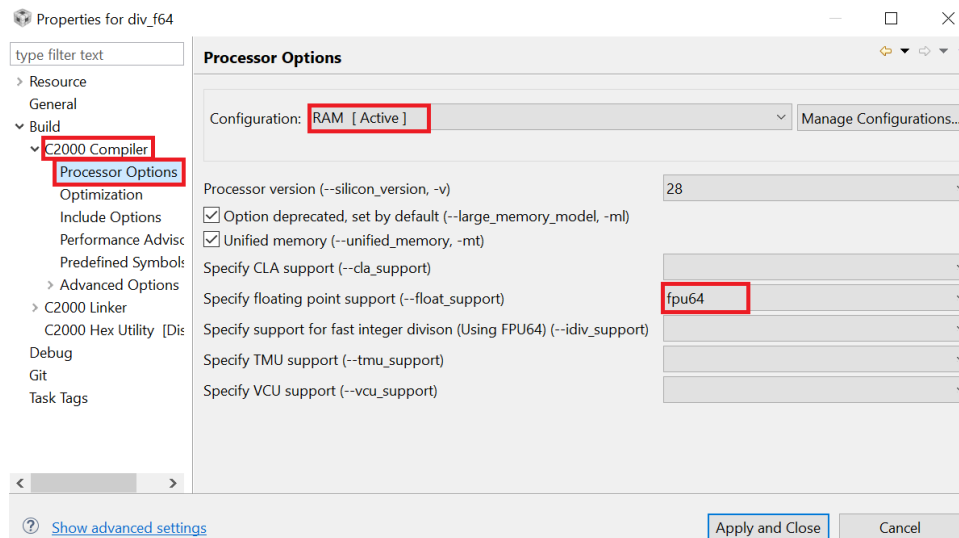 Properties for div_f64
type filter text
Resource
General
Build
C2000 Compiler
Processor Options
Optimization
Include Options
Performance Advisc
Predefined Symbols
Advanced Options
C2000 Linker
C2000 Hex Utility [Dis
Debug
Git
Task Tags
Processor Options
Configuration: RAM [ Active ] Manage Configurations...
Processor version (--silicon_version, -v) 28
Option deprecated, set by default (--large_memory_model, -ml)
Unified memory (--unified_memory, -mt)
Specify CLA support (--cla_support)
Specify floating point support (--float_support) fpu64
Specify support for fast integer divison (Using FPU64) (--idiv_support)
Specify TMU support (--tmu_support)
Specify VCU support (--vcu_support)
Show advanced settings
Apply and Close Cancel